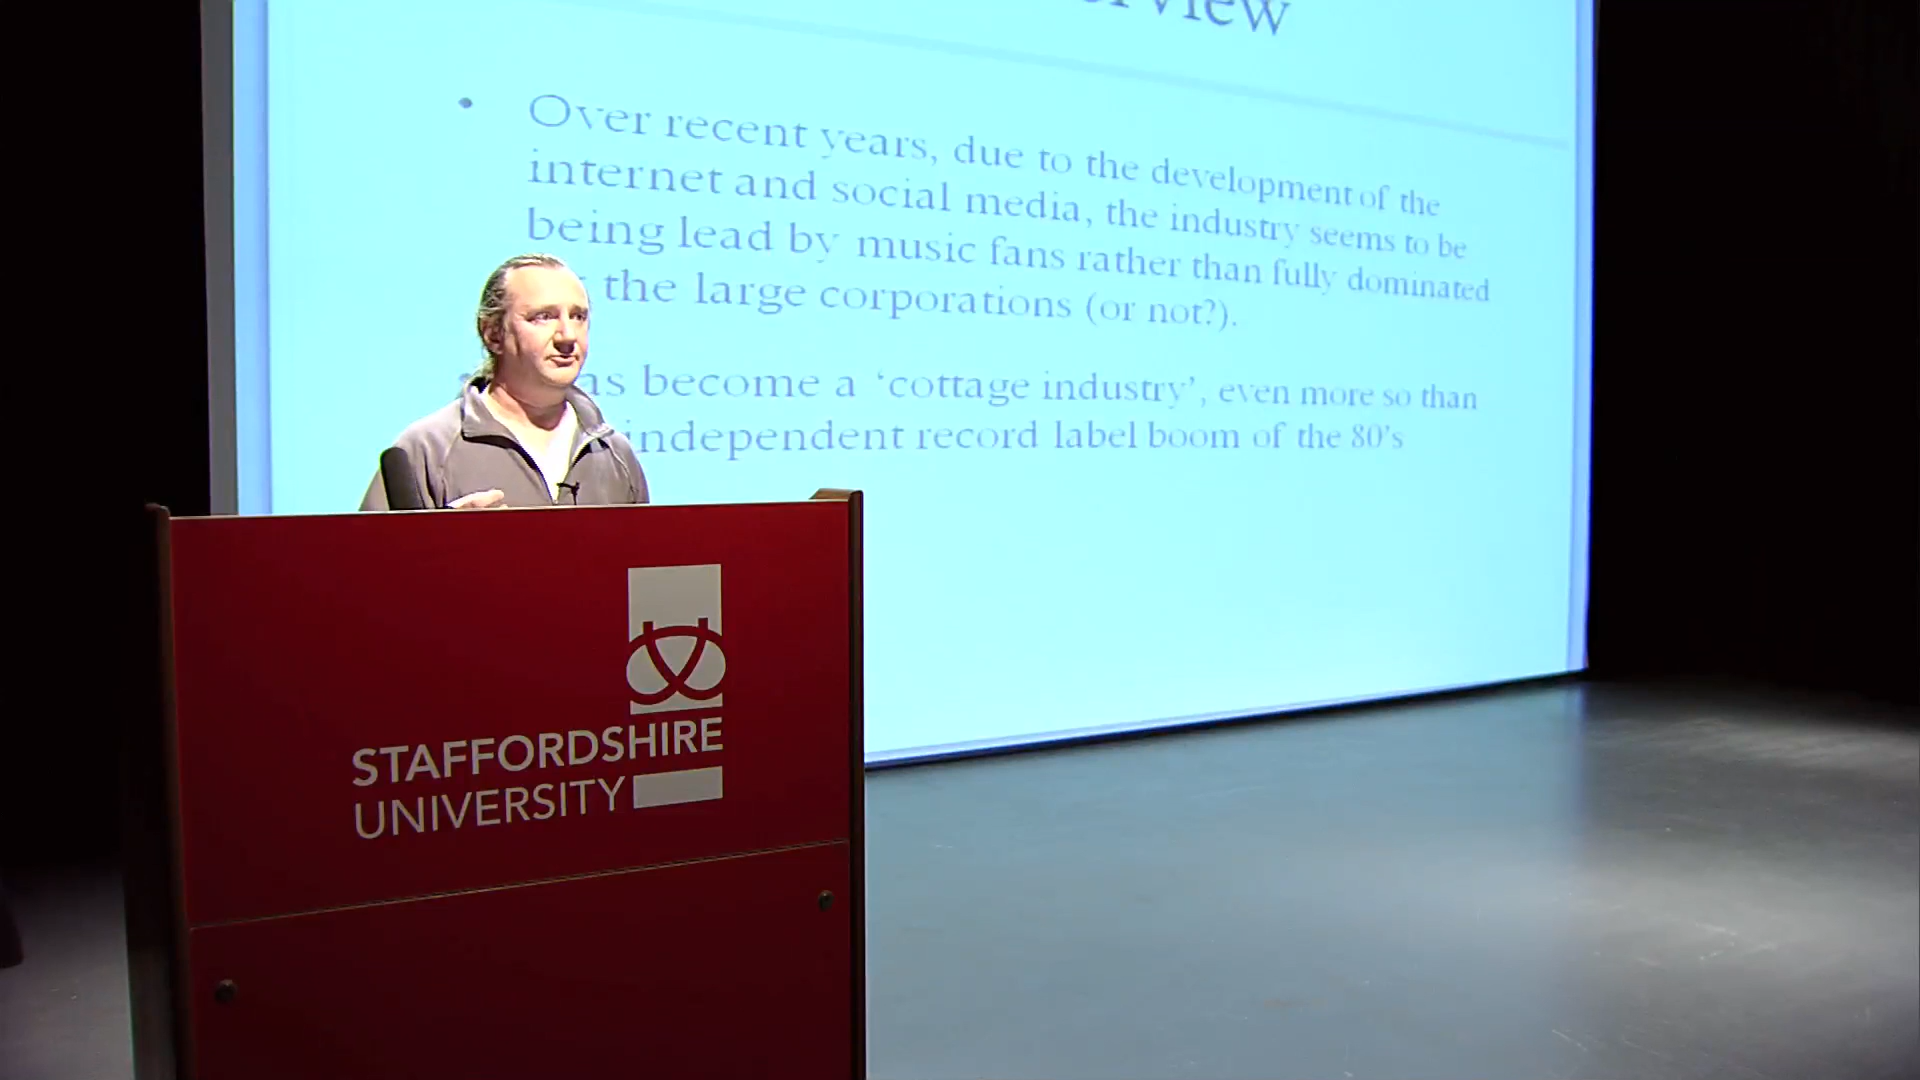 Over recent years, due to the development of the
internet and social media, the industry seems to be
being lead by music fans rather than fully dominated
the large corporations (or not?).
become a ‘cottage industry’, even more so than
independent record label boom of the 80’s
STAFFORDSHIRE
UNIVERSITY